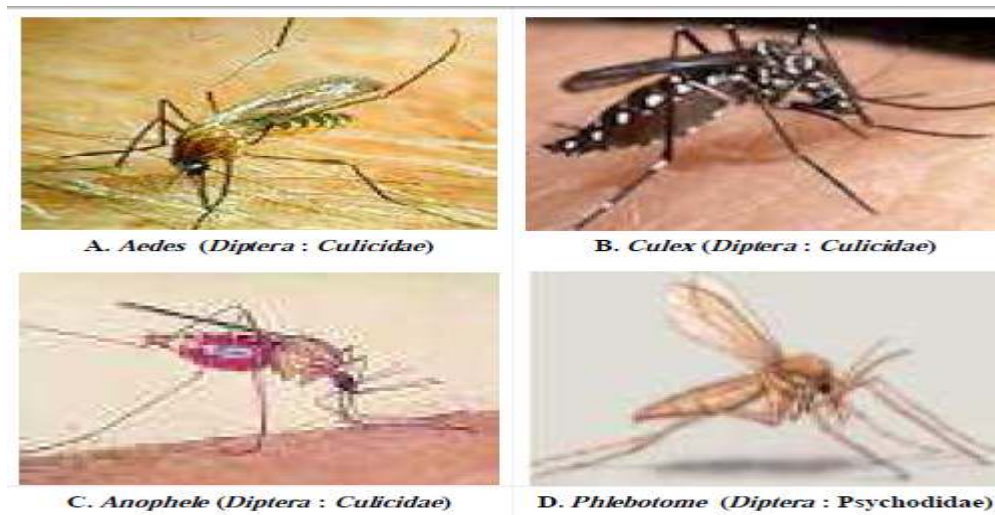 A. Aedes (Diptera : Culicidae)
B. Culex (Diptera : Culicidae)
C. Anophele (Diptera : Culicidae)
D. Phlebotome (Diptera : Psychodidae)